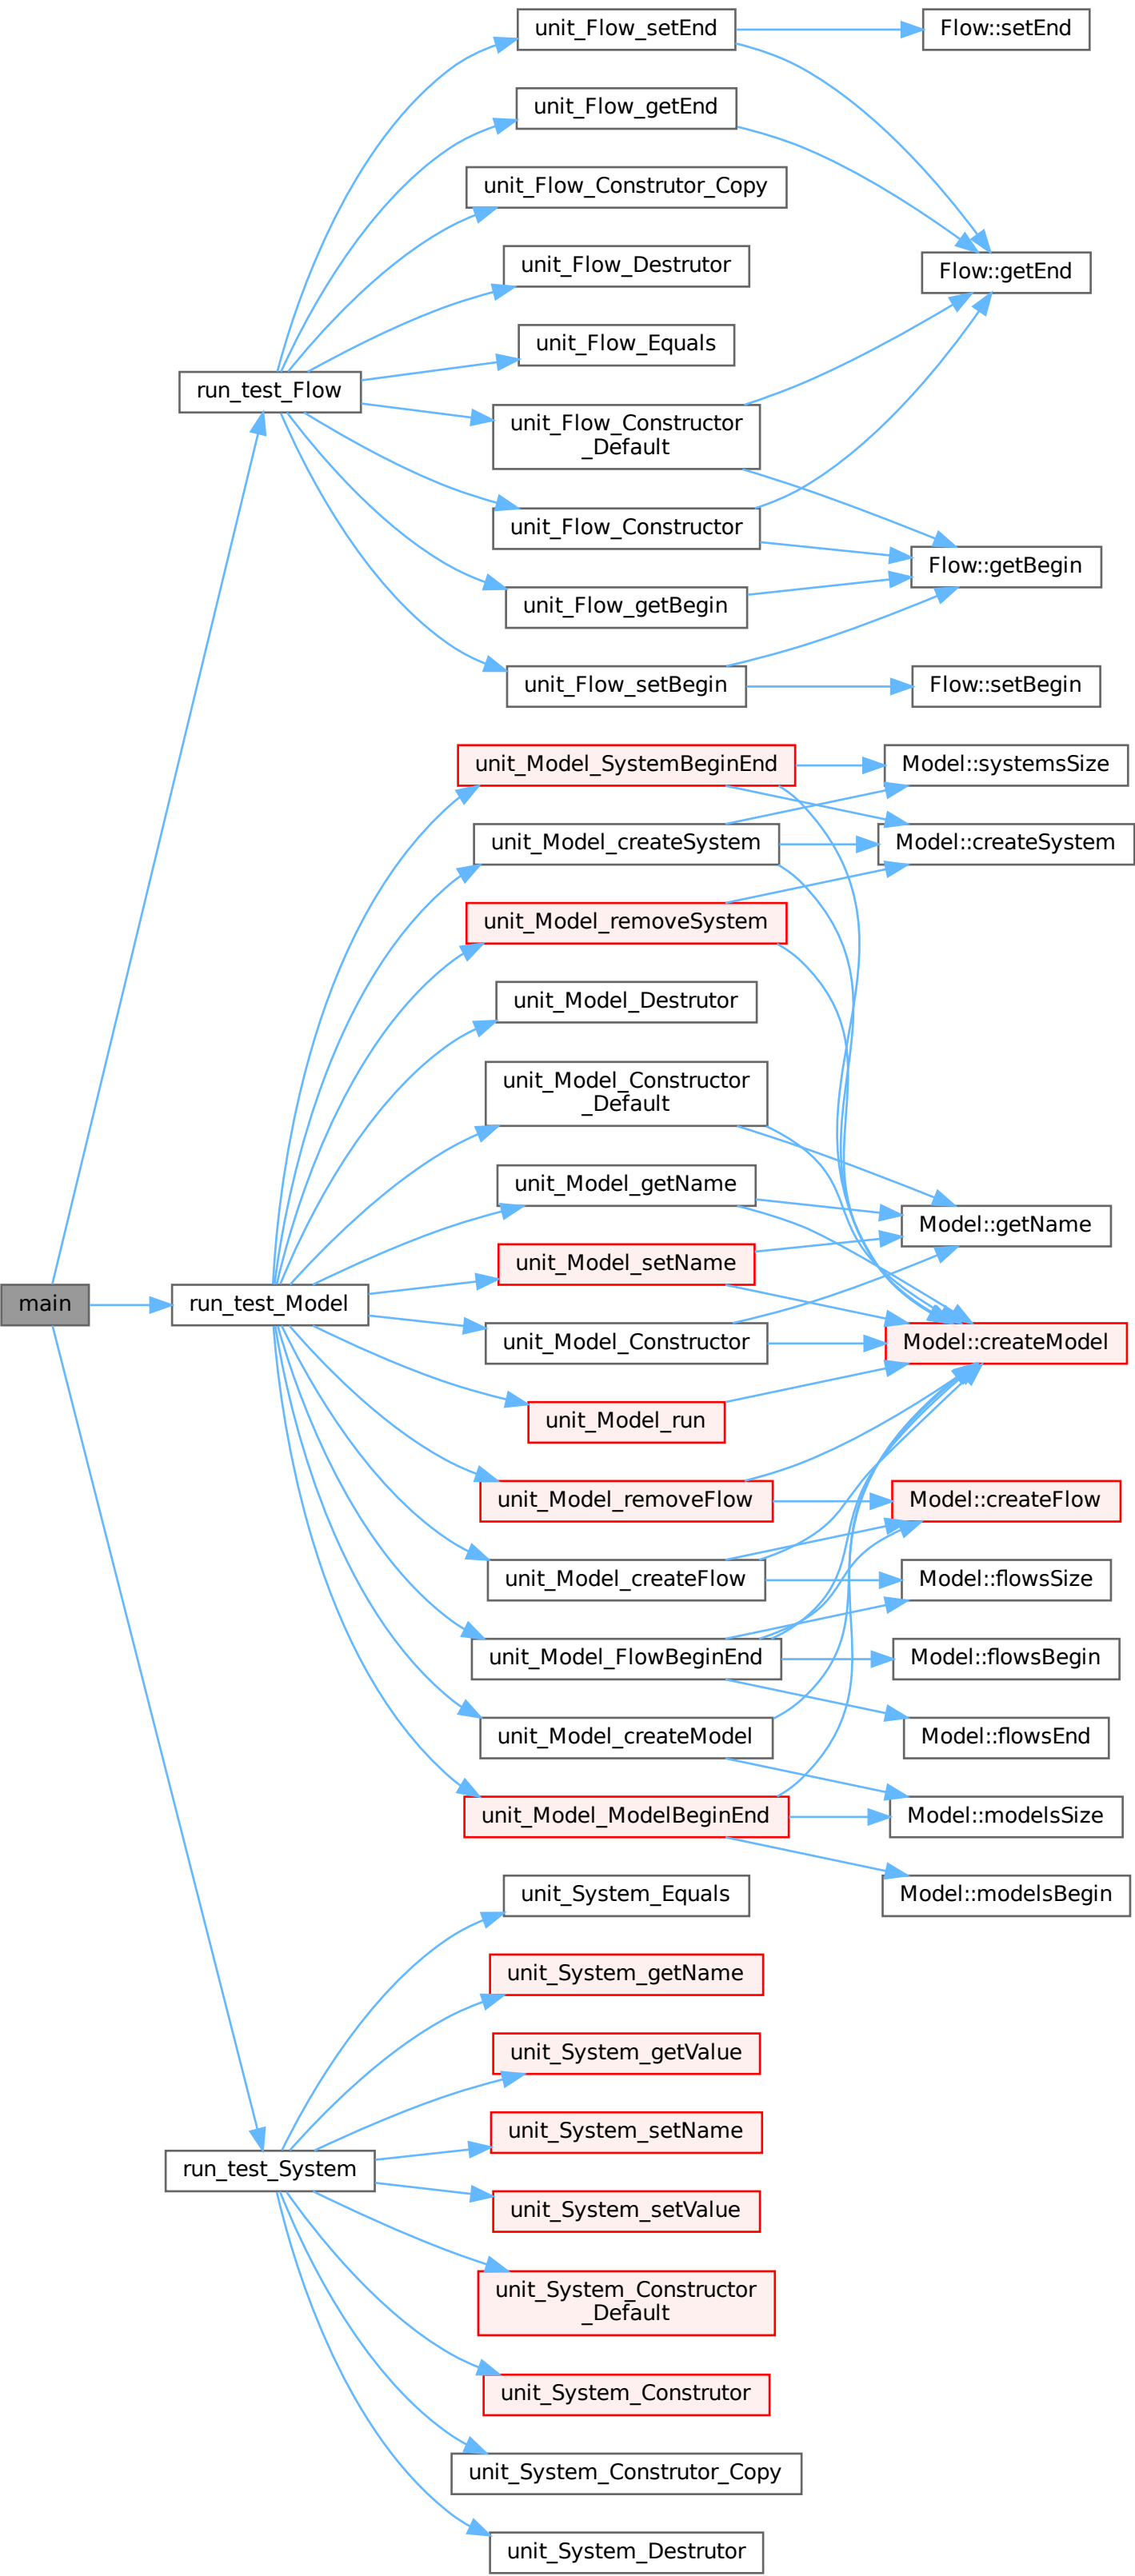 main
run_test_Flow
run_test_Model
run_test_System
unit_Flow_setEnd
unit_Flow_getEnd
unit_Flow_Construtor_Copy
unit_Flow_Destrutor
unit_Flow_Equals
unit_Flow_Constructor
_Default
unit_Flow_Constructor
unit_Flow_getBegin
unit_Flow_setBegin
unit_Model_SystemBeginEnd
unit_Model_createSystem
unit_Model_removeSystem
unit_Model_Destrutor
unit_Model_Constructor
_Default
unit_Model_getName
unit_Model_setName
unit_Model_Constructor
unit_Model_run
unit_Model_removeFlow
unit_Model_createFlow
unit_Model_FlowBeginEnd
unit_Model_createModel
unit_Model_ModelBeginEnd
unit_System_Equals
unit_System_getName
unit_System_getValue
unit_System_setName
unit_System_setValue
unit_System_Constructor
_Default
unit_System_Construtor
unit_System_Construtor_Copy
unit_System_Destrutor
Flow::setEnd
Flow::getEnd
Flow::getBegin
Flow::setBegin
Model::systemsSize
Model::createSystem
Model::getName
Model::createModel
Model::createFlow
Model::flowsSize
Model::flowsBegin
Model::flowsEnd
Model::modelsSize
Model::modelsBegin